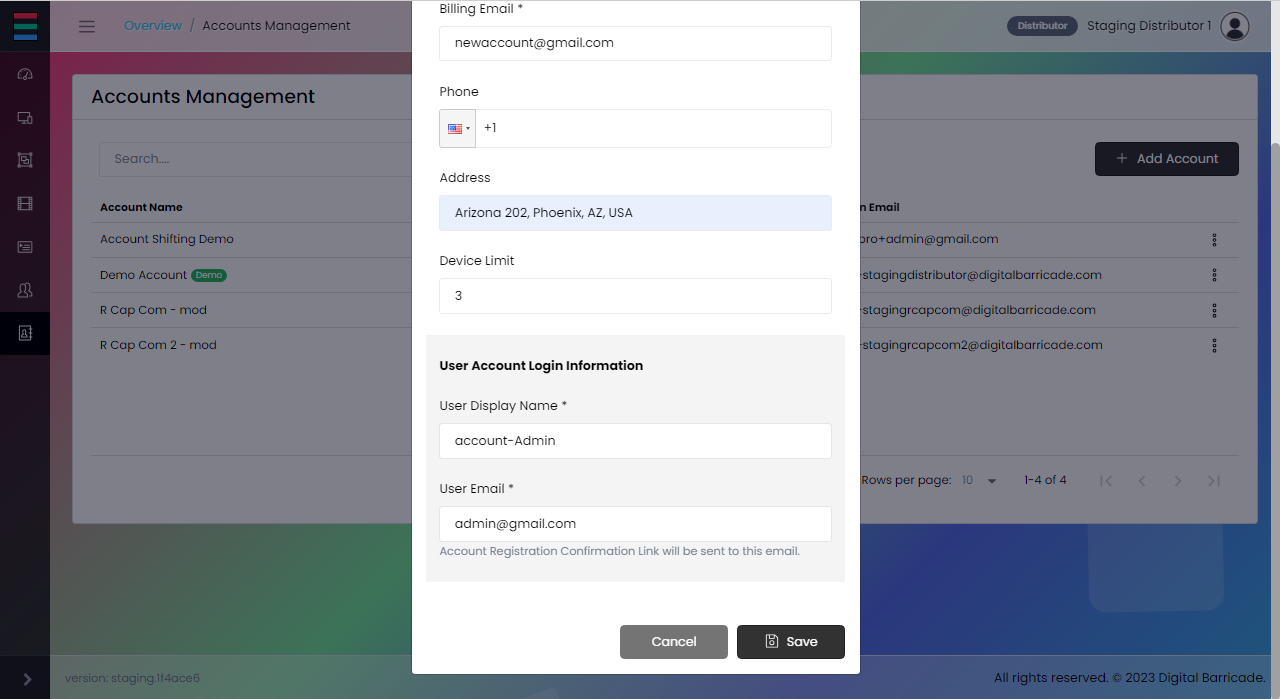 Overview / Accounts Management
Distributor
Staging Distributor 1
Accounts Management
Search....
+ Add Account
Account Name
n Email
Account Shifting Demo
pro+admin@gmail.com
Demo Account Demo
-stagingdistributor@digitalbarricade.com
R Cap Com - mod
-stagingrcapcom@digitalbarricade.com
R Cap Com 2 - mod
-stagingrcapcom2@digitalbarricade.com
Rows per page: 10
1-4 of 4
Billing Email *
newaccount@gmail.com
Phone
+1
Address
Arizona 202, Phoenix, AZ, USA
Device Limit
3
User Account Login Information
User Display Name *
account-Admin
User Email *
admin@gmail.com
Account Registration Confirmation Link will be sent to this email.
Cancel
Save
version: staging.1f4ace6
All rights reserved. © 2023 Digital Barricade.